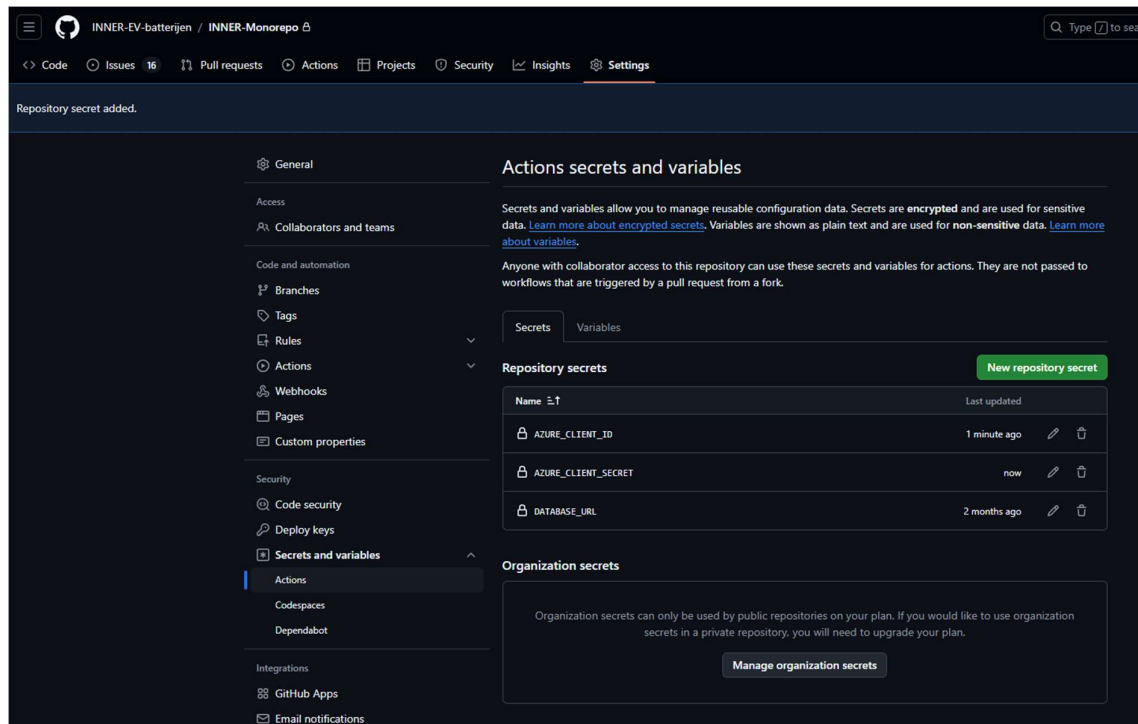 INNER-EV-batterijen / INNER-Monorepo
Type / to sea
Code
Issues 16
Pull requests
Actions
Projects
Security
Insights
Settings
Repository secret added.
General
Access
Collaborators and teams
Code and automation
Branches
Tags
Rules
Actions
Webhooks
Pages
Custom properties
Security
Code security
Deploy keys
Secrets and variables
Actions
Codespaces
Dependabot
Integrations
GitHub Apps
Email notifications
Actions secrets and variables
Secrets and variables allow you to manage reusable configuration data. Secrets are encrypted and are used for sensitive
data. Learn more about encrypted secrets. Variables are shown as plain text and are used for non-sensitive data. Learn more
about variables.
Anyone with collaborator access to this repository can use these secrets and variables for actions. They are not passed to
workflows that are triggered by a pull request from a fork.
Secrets
Variables
Repository secrets
New repository secret
Name
Last updated
AZURE_CLIENT_ID
1 minute ago
AZURE_CLIENT_SECRET
now
DATABASE_URL
2 months ago
Organization secrets
Organization secrets can only be used by public repositories on your plan. If you would like to use organization
secrets in a private repository, you will need to upgrade your plan.
Manage organization secrets